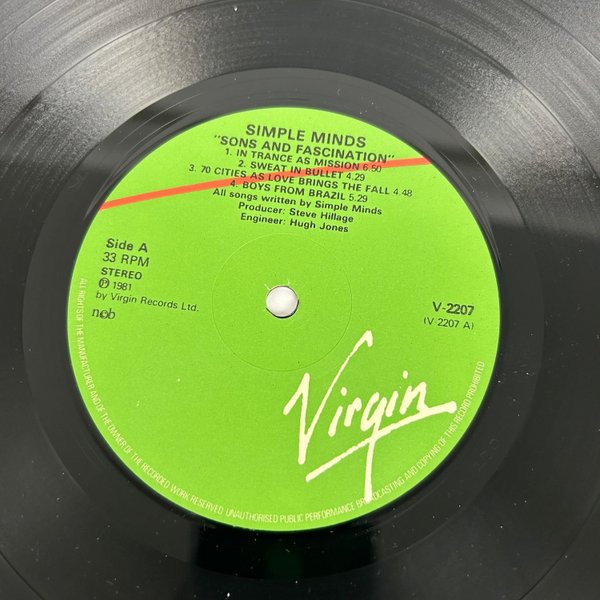 SIMPLE MINDS
"SONS AND FASCINATION"
1. IN TRANCE AS MISSION 6.50
2. SWEAT IN BULLET 4.29
3. 70 CITIES AS LOVE BRINGS THE FALL 4.48
4. BOYS FROM BRAZIL 5.29
All songs written by Simple Minds
Producer: Steve Hillage
Engineer: Hugh Jones
Side A
33 RPM
STEREO
℗ 1981
by Virgin Records Ltd.
ncb
V-2207
(V-2207 A)
Virgin
ALL RIGHTS OF THE MANUFACTURER AND OF THE OWNER OF THE RECORDED WORK RESERVED UNAUTHORISED PUBLIC PERFORMANCE BROADCASTING AND COPYING OF THIS RECORD PROHIBITED